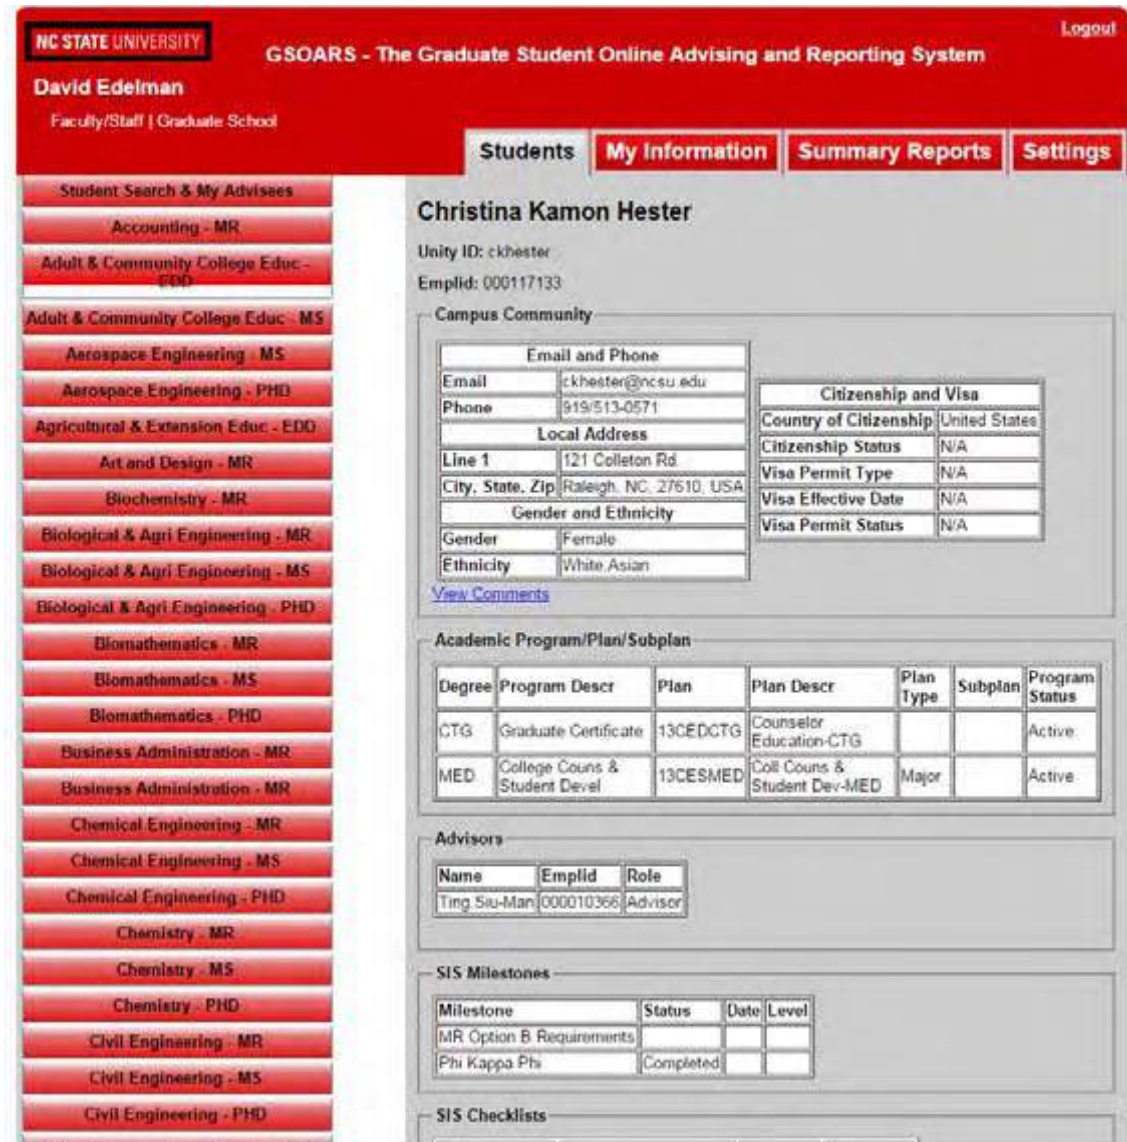 NC STATE UNIVERSITY
Logout
GSOARS - The Graduate Student Online Advising and Reporting System
David Edelman
Faculty/Staff | Graduate School
Students
My Information
Summary Reports
Settings
Student Search & My Advisees
Accounting - MR
Adult & Community College Educ - EDD
Adult & Community College Educ - MS
Aerospace Engineering - MS
Aerospace Engineering - PHD
Agricultural & Extension Educ - EDD
Art and Design - MR
Biochemistry - MR
Biological & Agri Engineering - MR
Biological & Agri Engineering - MS
Biological & Agri Engineering - PHD
Biomathematics - MR
Biomathematics - MS
Biomathematics - PHD
Business Administration - MR
Business Administration - MR
Chemical Engineering - MR
Chemical Engineering - MS
Chemical Engineering - PHD
Chemistry - MR
Chemistry - MS
Chemistry - PHD
Civil Engineering - MR
Civil Engineering - MS
Civil Engineering - PHD
Christina Kamon Hester
Unity ID: ckhester
Emplid: 000117133
Campus Community
Email and Phone
Email ckhester@ncsu.edu
Phone 919/513-0571
Local Address
Line 1 121 Colleton Rd.
City, State, Zip Raleigh, NC, 27610, USA
Gender and Ethnicity
Gender Female
Ethnicity White,Asian
Citizenship and Visa
Country of Citizenship United States
Citizenship Status N/A
Visa Permit Type N/A
Visa Effective Date N/A
Visa Permit Status N/A
View Comments
Academic Program/Plan/Subplan
Degree Program Descr Plan Plan Descr Plan Type Subplan Program Status
CTG Graduate Certificate 13CEDCTG Counselor Education-CTG Active
MED College Couns & Student Devel 13CESMED Coll Couns & Student Dev-MED Major Active
Advisors
Name Emplid Role
Ting Siu-Man 000010366 Advisor
SIS Milestones
Milestone Status Date Level
MR Option B Requirements
Phi Kappa Phi Completed
SIS Checklists